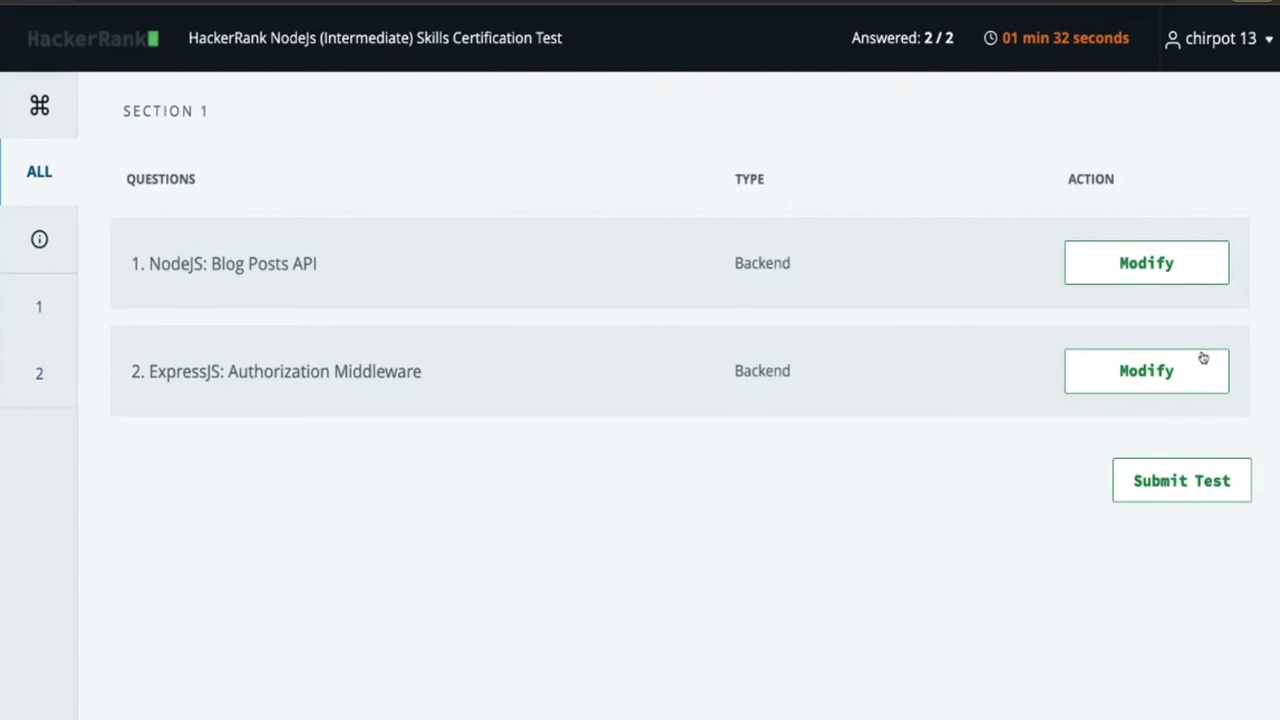 HackerRank HackerRank NodeJs (Intermediate) Skills Certification Test Answered: 2 / 2 01 min 32 seconds chirpot 13
SECTION 1
ALL
QUESTIONS TYPE ACTION
1. NodeJS: Blog Posts API Backend Modify
1
2. ExpressJS: Authorization Middleware Backend Modify
2
Submit Test